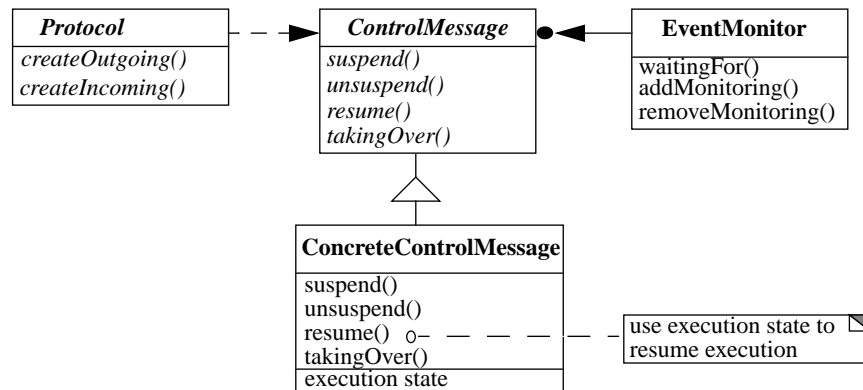 Protocol
createOutgoing()
createIncoming()
ControlMessage
suspend()
unsuspend()
resume()
takingOver()
EventMonitor
waitingFor()
addMonitoring()
removeMonitoring()
ConcreteControlMessage
suspend()
unsuspend()
resume()
takingOver()
execution state
use execution state to
resume execution